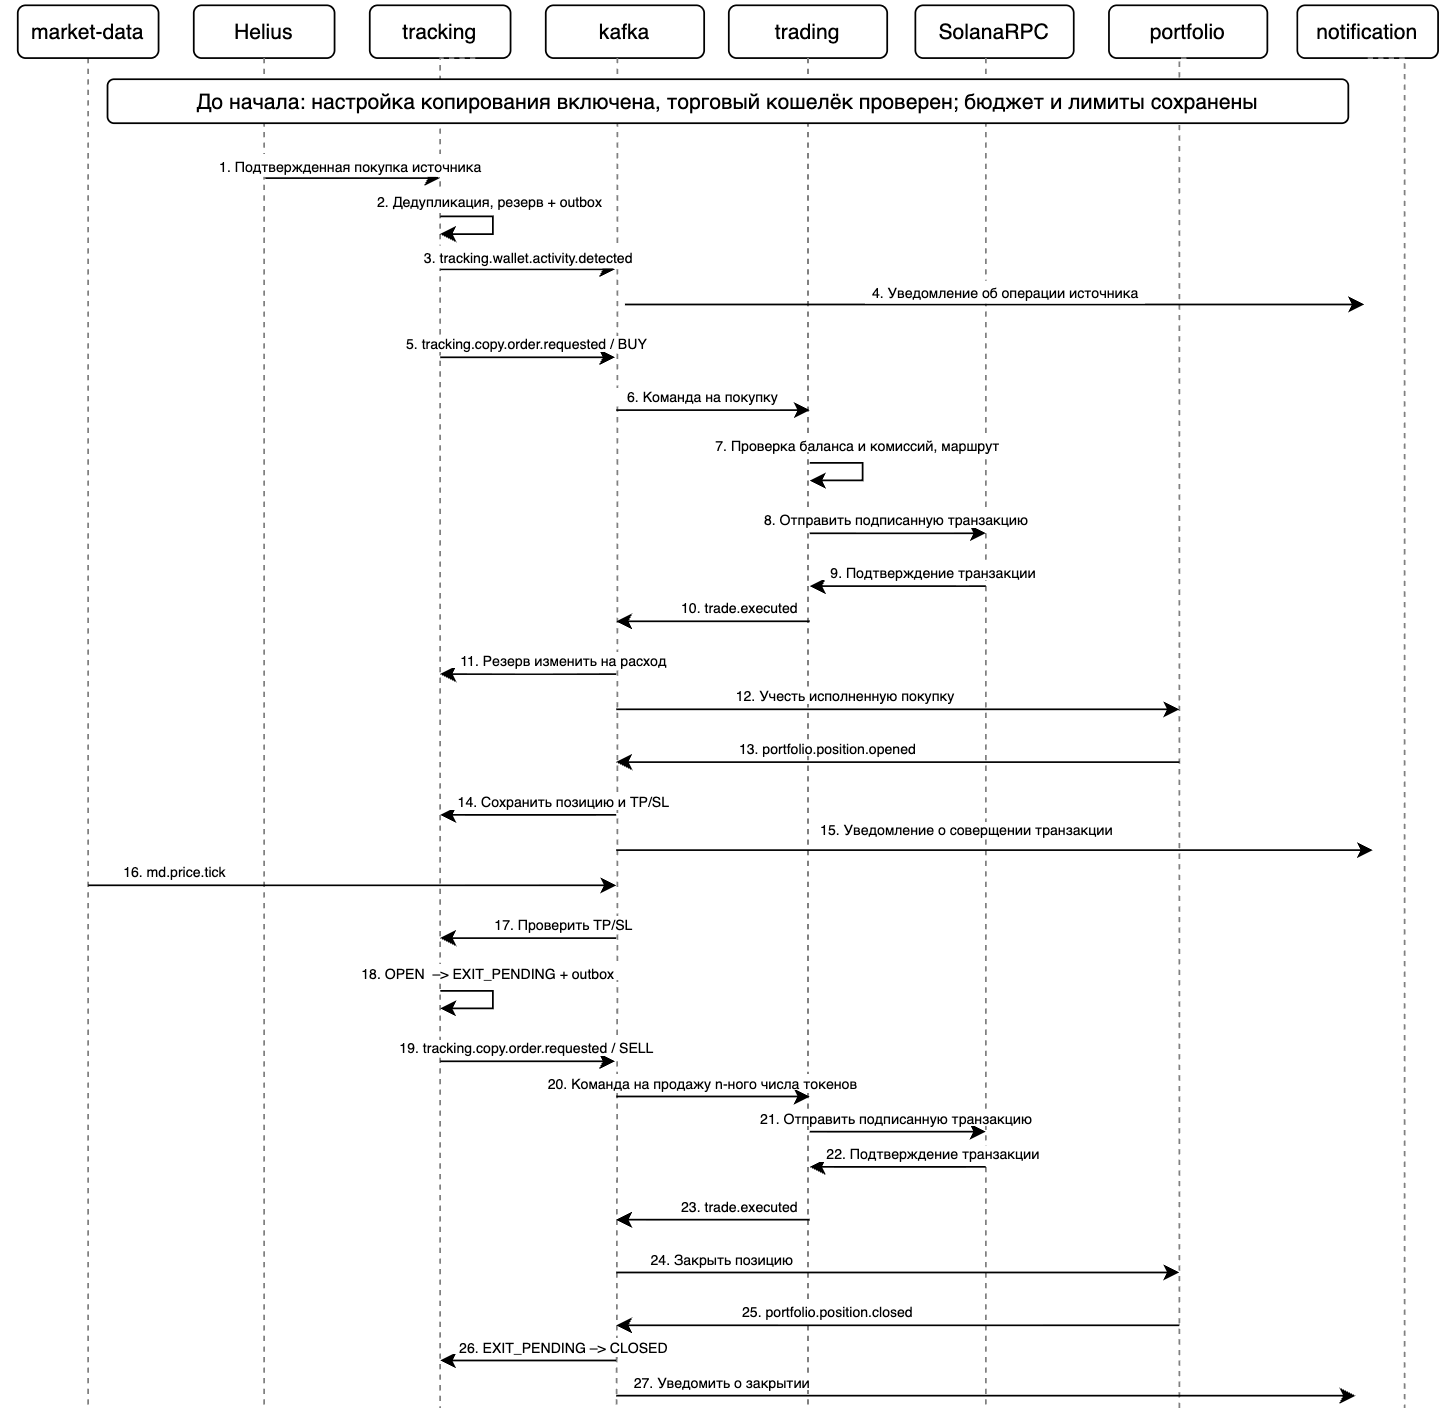 market-data
Helius
tracking
kafka
trading
SolanaRPC
portfolio
notification
До начала: настройка копирования включена, торговый кошелёк проверен; бюджет и лимиты сохранены
1. Подтвержденная покупка источника
2. Дедупликация, резерв + outbox
3. tracking.wallet.activity.detected
4. Уведомление об операции источника
5. tracking.copy.order.requested / BUY
6. Команда на покупку
7. Проверка баланса и комиссий, маршрут
8. Отправить подписанную транзакцию
9. Подтверждение транзакции
10. trade.executed
11. Резерв изменить на расход
12. Учесть исполненную покупку
13. portfolio.position.opened
14. Сохранить позицию и TP/SL
15. Уведомление о соверщении транзакции
16. md.price.tick
17. Проверить TP/SL
18. OPEN –> EXIT_PENDING + outbox
19. tracking.copy.order.requested / SELL
20. Команда на продажу n-ного числа токенов
21. Отправить подписанную транзакцию
22. Подтверждение транзакции
23. trade.executed
24. Закрыть позицию
25. portfolio.position.closed
26. EXIT_PENDING –> CLOSED
27. Уведомить о закрытии